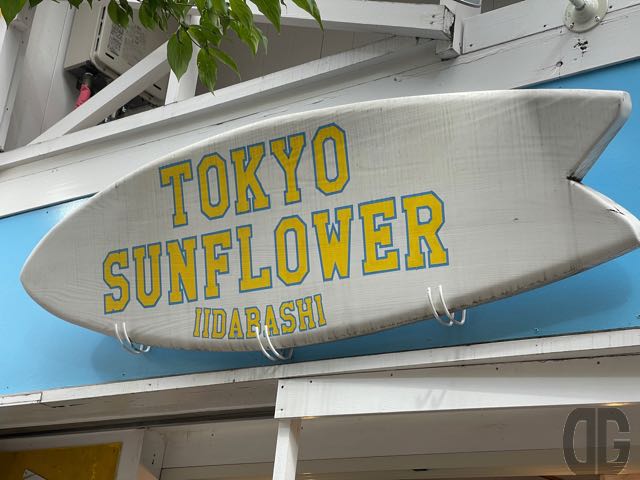 TOKYO
SUNFLOWER
IIDABASHI
DG